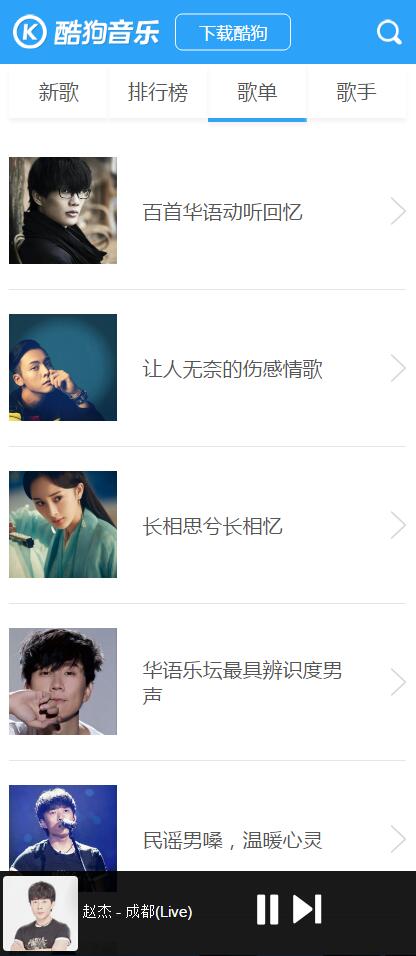 酷狗音乐
下载酷狗
新歌
排行榜
歌单
歌手
百首华语动听回忆
让人无奈的伤感情歌
长相思兮长相忆
华语乐坛最具辨识度男
声
民谣男嗓，温暖心灵
赵杰 - 成都(Live)